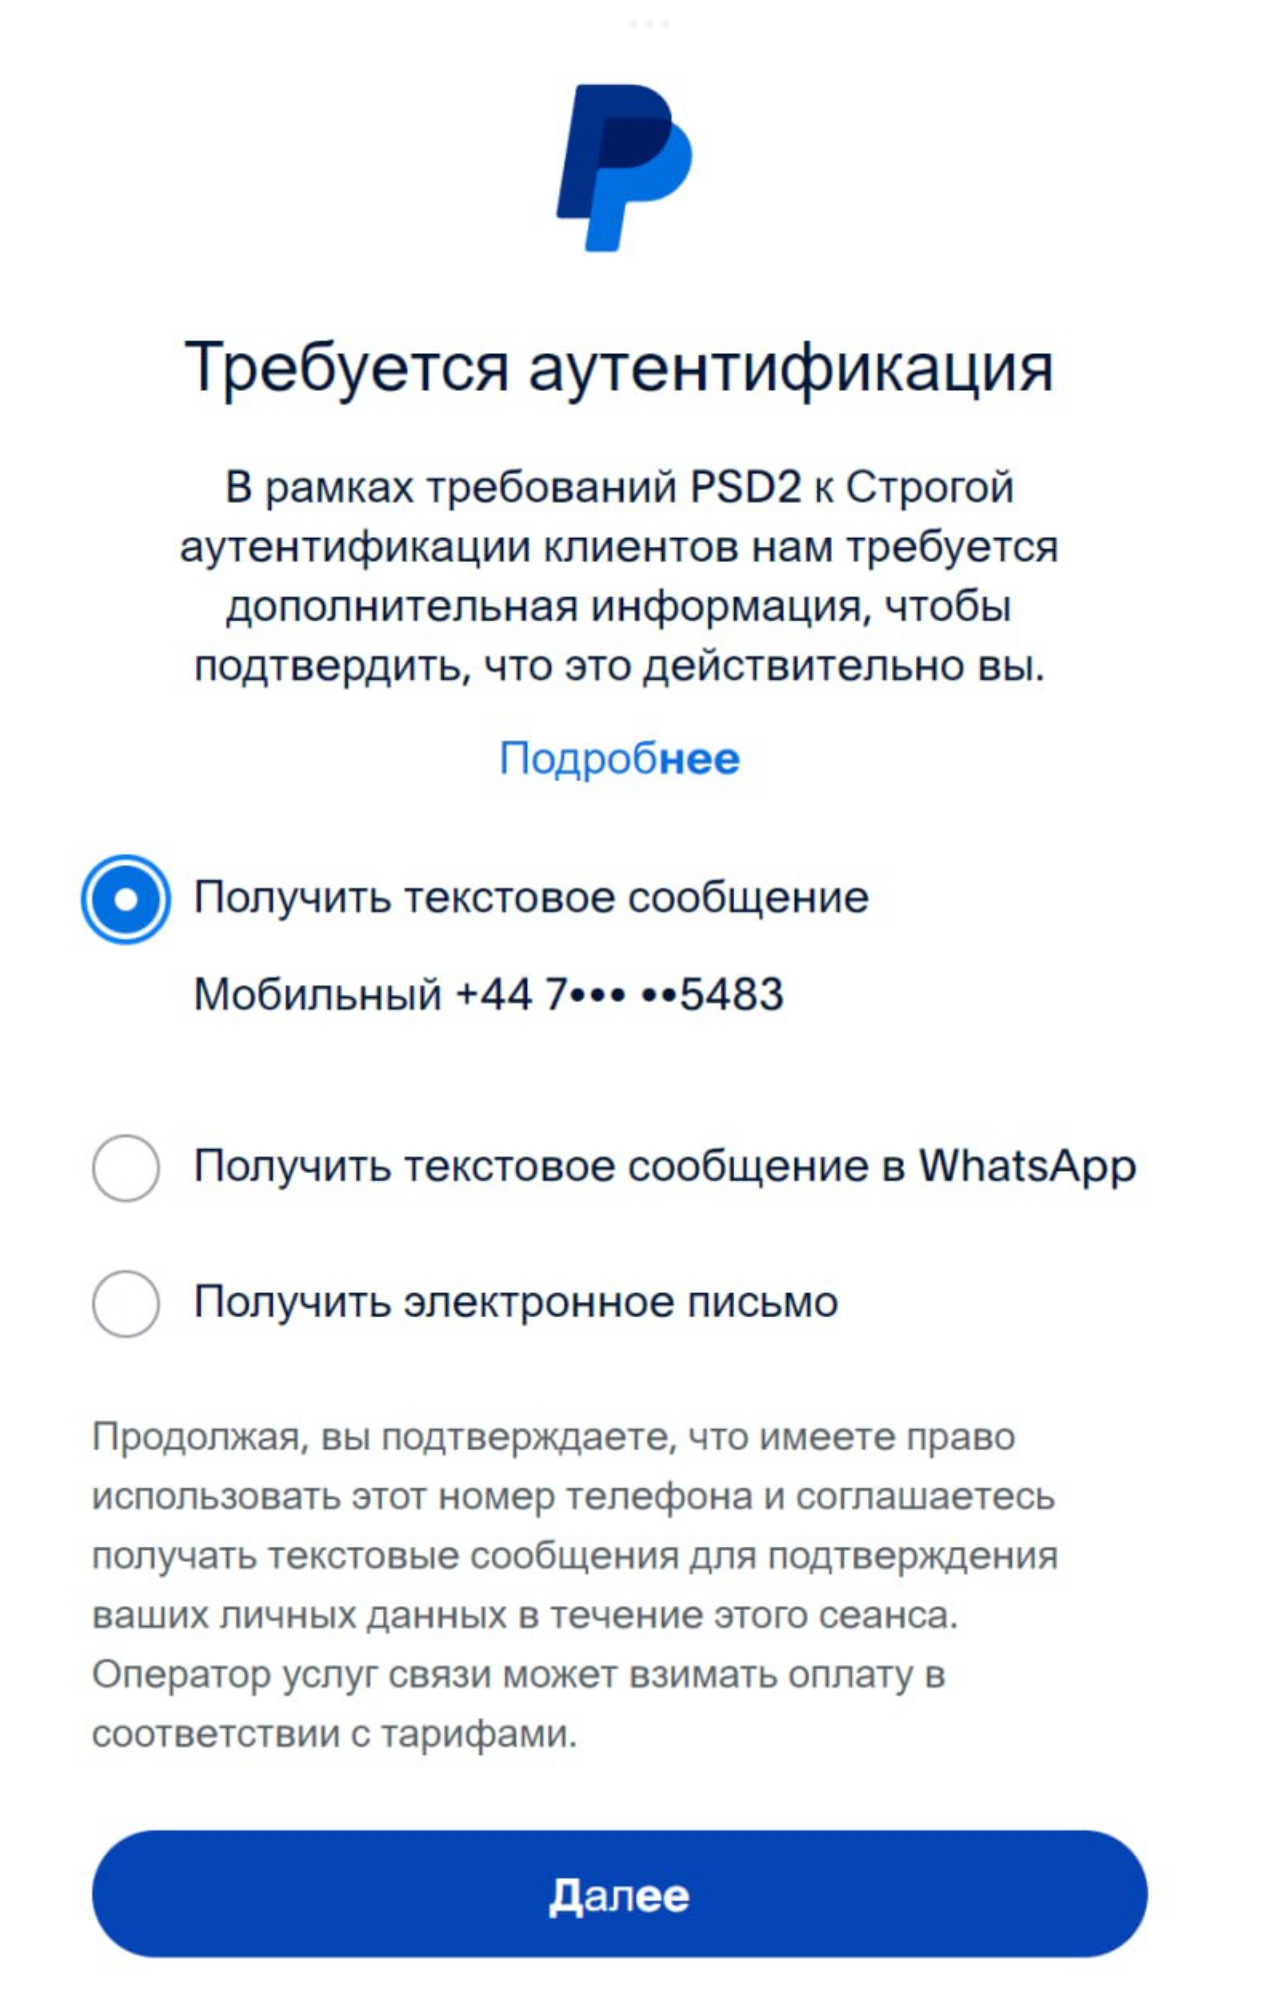 Требуется аутентификация
В рамках требований PSD2 к Строгой
аутентификации клиентов нам требуется
дополнительная информация, чтобы
подтвердить, что это действительно вы.
Подробнее
Получить текстовое сообщение
Мобильный +44 7••• ••5483
Получить текстовое сообщение в WhatsApp
Получить электронное письмо
Продолжая, вы подтверждаете, что имеете право
использовать этот номер телефона и соглашаетесь
получать текстовые сообщения для подтверждения
ваших личных данных в течение этого сеанса.
Оператор услуг связи может взимать оплату в
соответствии с тарифами.
Далее